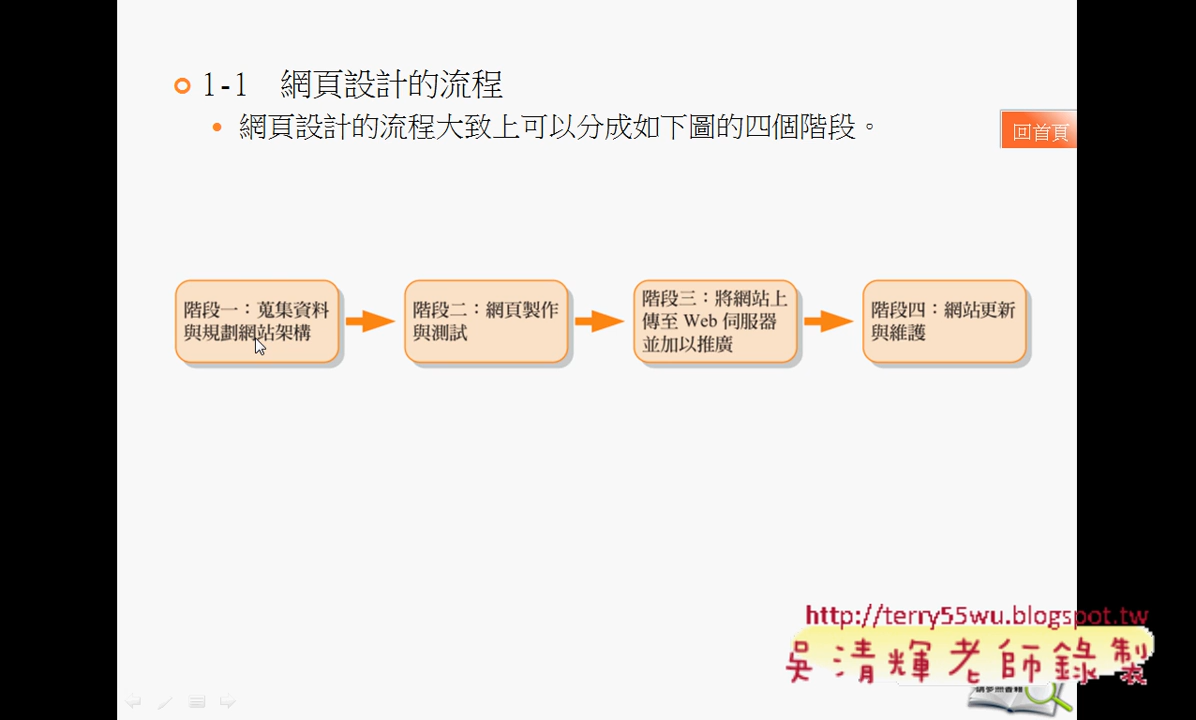 1-1 網頁設計的流程
網頁設計的流程大致上可以分成如下圖的四個階段。
回首頁
階段一：蒐集資料
與規劃網站架構
階段二：網頁製作
與測試
階段三：將網站上
傳至 Web 伺服器
並加以推廣
階段四：網站更新
與維護
http://terry55wu.blogspot.tw
吳清輝老師錄製